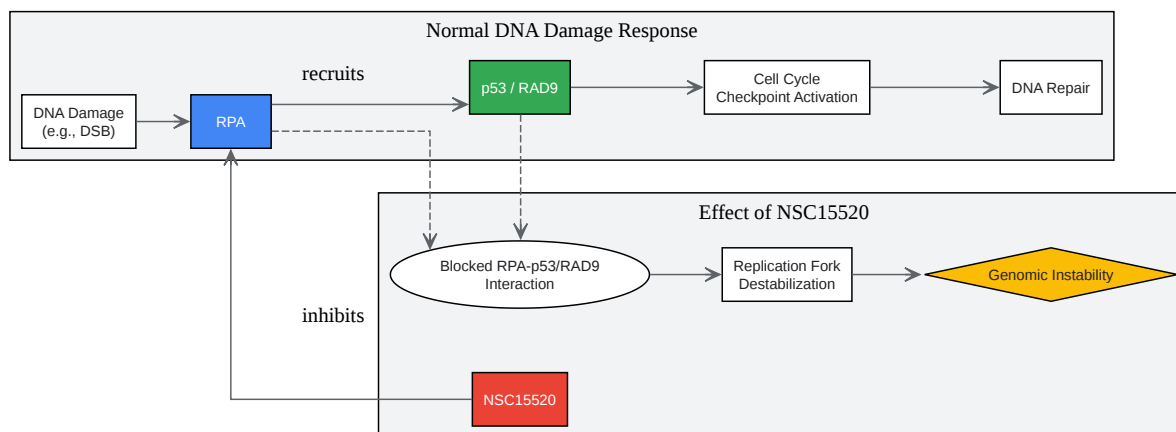 Normal DNA Damage Response
recruits
p53 / RAD9
Cell Cycle
Checkpoint Activation
DNA Repair
DNA Damage
(e.g., DSB)
RPA
Effect of NSC15520
Blocked RPA-p53/RAD9
Interaction
Replication Fork
Destabilization
Genomic Instability
inhibits
NSC15520